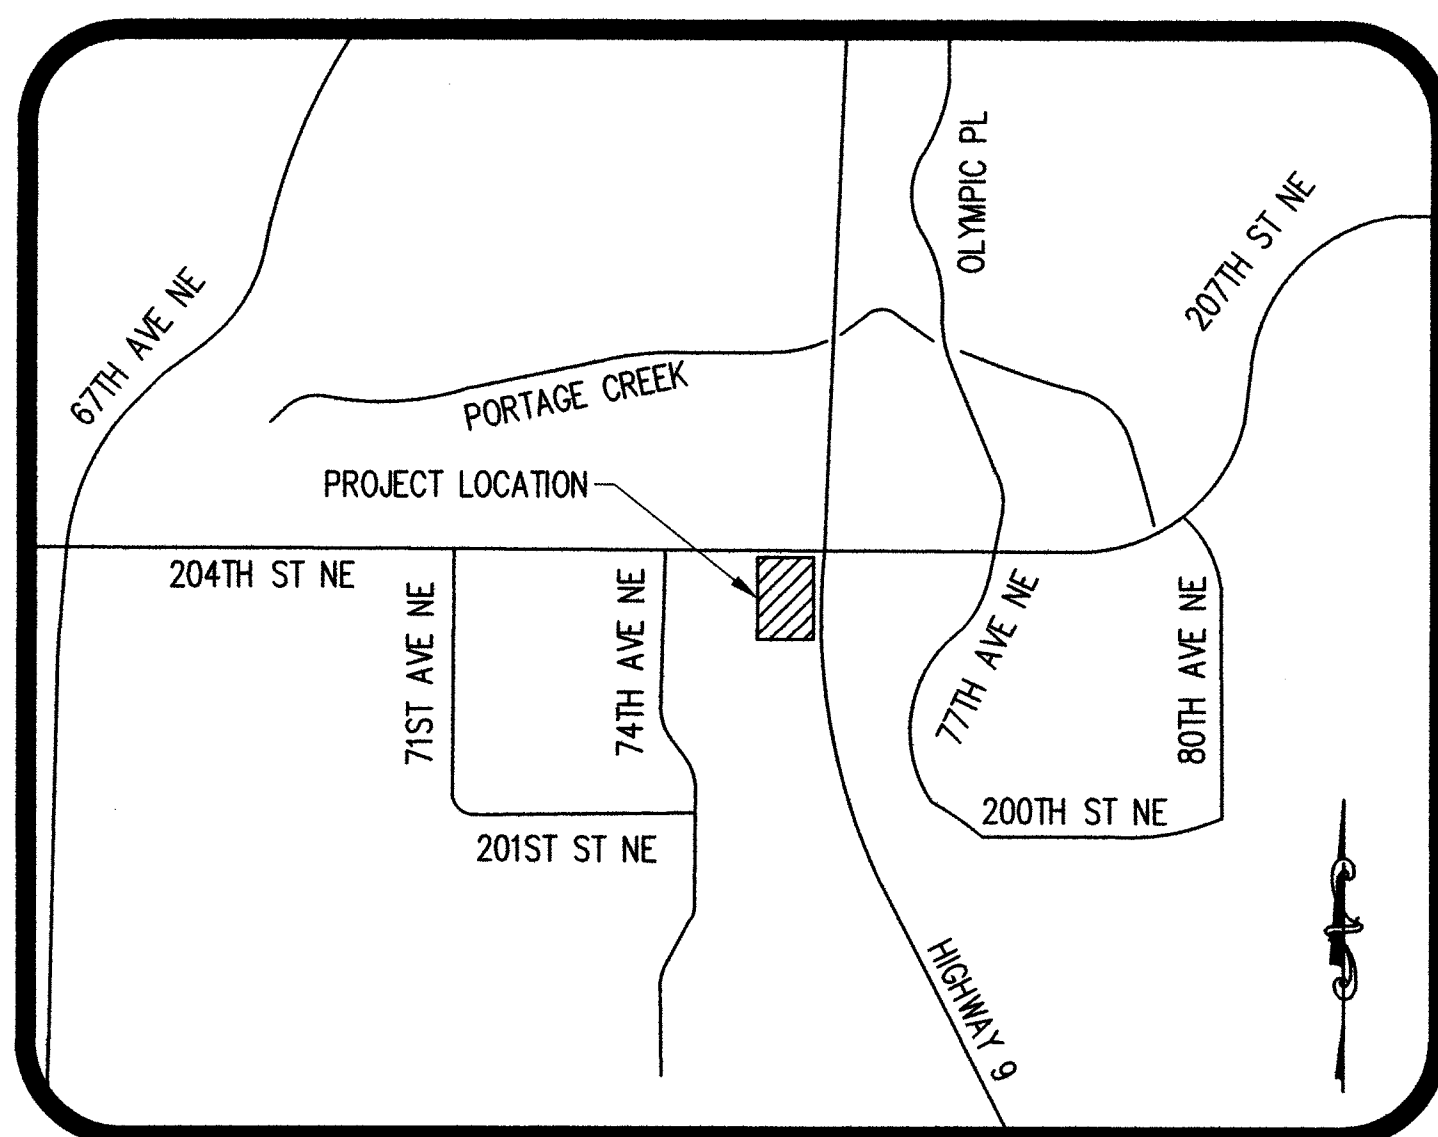 OLYMPIC PL
207TH ST NE
67TH AVE NE
PORTAGE CREEK
PROJECT LOCATION
204TH ST NE
71ST AVE NE
74TH AVE NE
77TH AVE NE
80TH AVE NE
200TH ST NE
201ST ST NE
HIGHWAY 9